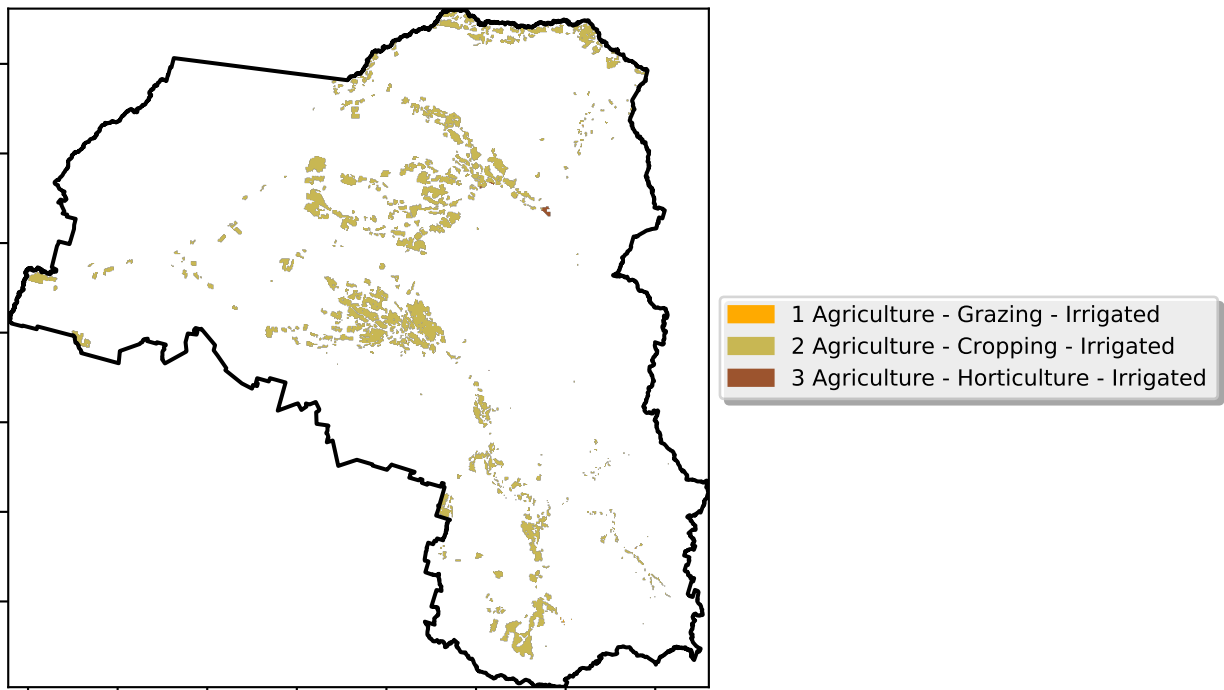 1 Agriculture - Grazing - Irrigated
2 Agriculture - Cropping - Irrigated
3 Agriculture - Horticulture - Irrigated